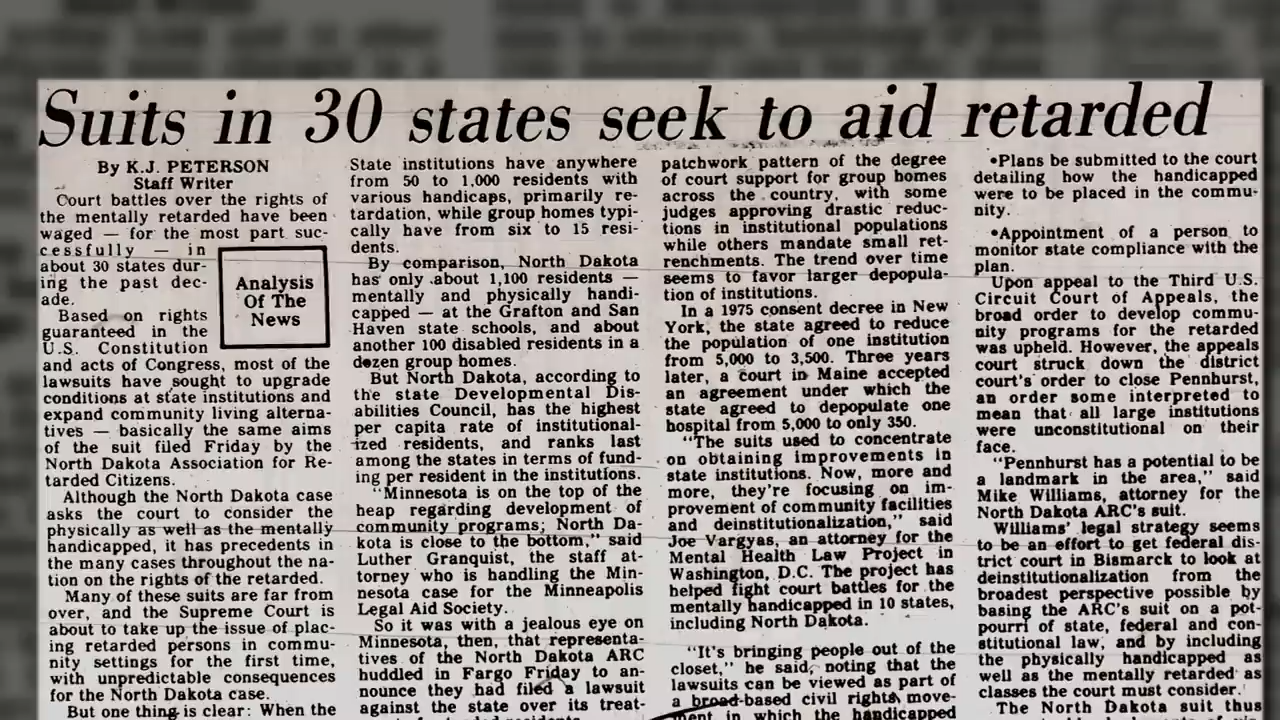 Suits in 30 states seek to aid retarded
By K.J. PETERSON
Staff Writer
Court battles over the rights of
the mentally retarded have been
waged — for the most part suc-
cessfully — in
about 30 states dur-
ing the past dec-
ade.
Based on rights
guaranteed in the
U.S. Constitution
and acts of Congress, most of the
lawsuits have sought to upgrade
conditions at state institutions and
expand community living alterna-
tives — basically the same aims
of the suit filed Friday by the
North Dakota Association for Re-
tarded Citizens.
Although the North Dakota case
asks the court to consider the
physically as well as the mentally
handicapped, it has precedents in
the many cases throughout the na-
tion on the rights of the retarded.
Many of these suits are far from
over, and the Supreme Court is
about to take up the issue of plac-
ing retarded persons in commu-
nity settings for the first time,
with unpredictable consequences
for the North Dakota case.
But one thing is clear: When the
Analysis
Of The
News
State institutions have anywhere
from 50 to 1,000 residents with
various handicaps, primarily re-
tardation, while group homes typi-
cally have from six to 15 resi-
dents.
By comparison, North Dakota
has only about 1,100 residents —
mentally and physically handi-
capped — at the Grafton and San
Haven state schools, and about
another 100 disabled residents in a
dozen group homes.
But North Dakota, according to
the state Developmental Dis-
abilities Council, has the highest
per capita rate of institutional-
ized residents, and ranks last
among the states in terms of fund-
ing per resident in the institutions.
"Minnesota is on the top of the
heap regarding development of
community programs; North Da-
kota is close to the bottom," said
Luther Granquist, the staff at-
torney who is handling the Min-
nesota case for the Minneapolis
Legal Aid Society.
So it was with a jealous eye on
Minnesota, then, that representa-
tives of the North Dakota ARC
huddled in Fargo Friday to an-
nounce they had filed a lawsuit
against the state over its treat-
patchwork pattern of the degree
of court support for group homes
across the country, with some
judges approving drastic reduc-
tions in institutional populations
while others mandate small ret-
renchments. The trend over time
seems to favor larger depopula-
tion of institutions.
In a 1975 consent decree in New
York, the state agreed to reduce
the population of one institution
from 5,000 to 3,500. Three years
later, a court in Maine accepted
an agreement under which the
state agreed to depopulate one
hospital from 5,000 to only 350.
"The suits used to concentrate
on obtaining improvements in
state institutions. Now, more and
more, they're focusing on im-
provement of community facilities
and deinstitutionalization," said
Joe Vargyas, an attorney for the
Mental Health Law Project in
Washington, D.C. The project has
helped fight court battles for the
mentally handicapped in 10 states,
including North Dakota.
"It's bringing people out of the
closet," he said, noting that the
lawsuits can be viewed as part of
a broad-based civil rights move-
ment in which the handicapped
•Plans be submitted to the court
detailing how the handicapped
were to be placed in the commu-
nity.
•Appointment of a person to
monitor state compliance with the
plan.
Upon appeal to the Third U.S.
Circuit Court of Appeals, the
broad order to develop commu-
nity programs for the retarded
was upheld. However, the appeals
court struck down the district
court's order to close Pennhurst,
an order some interpreted to
mean that all large institutions
were unconstitutional on their
face.
"Pennhurst has a potential to be
a landmark in the area," said
Mike Williams, attorney for the
North Dakota ARC's suit.
Williams' legal strategy seems
to be an effort to get federal dis-
trict court in Bismarck to look at
deinstitutionalization from the
broadest perspective possible by
basing the ARC's suit on a pot-
pourri of state, federal and con-
stitutional law, and by including
the physically handicapped as
well as the mentally retarded as
classes the court must consider.
The North Dakota suit thus